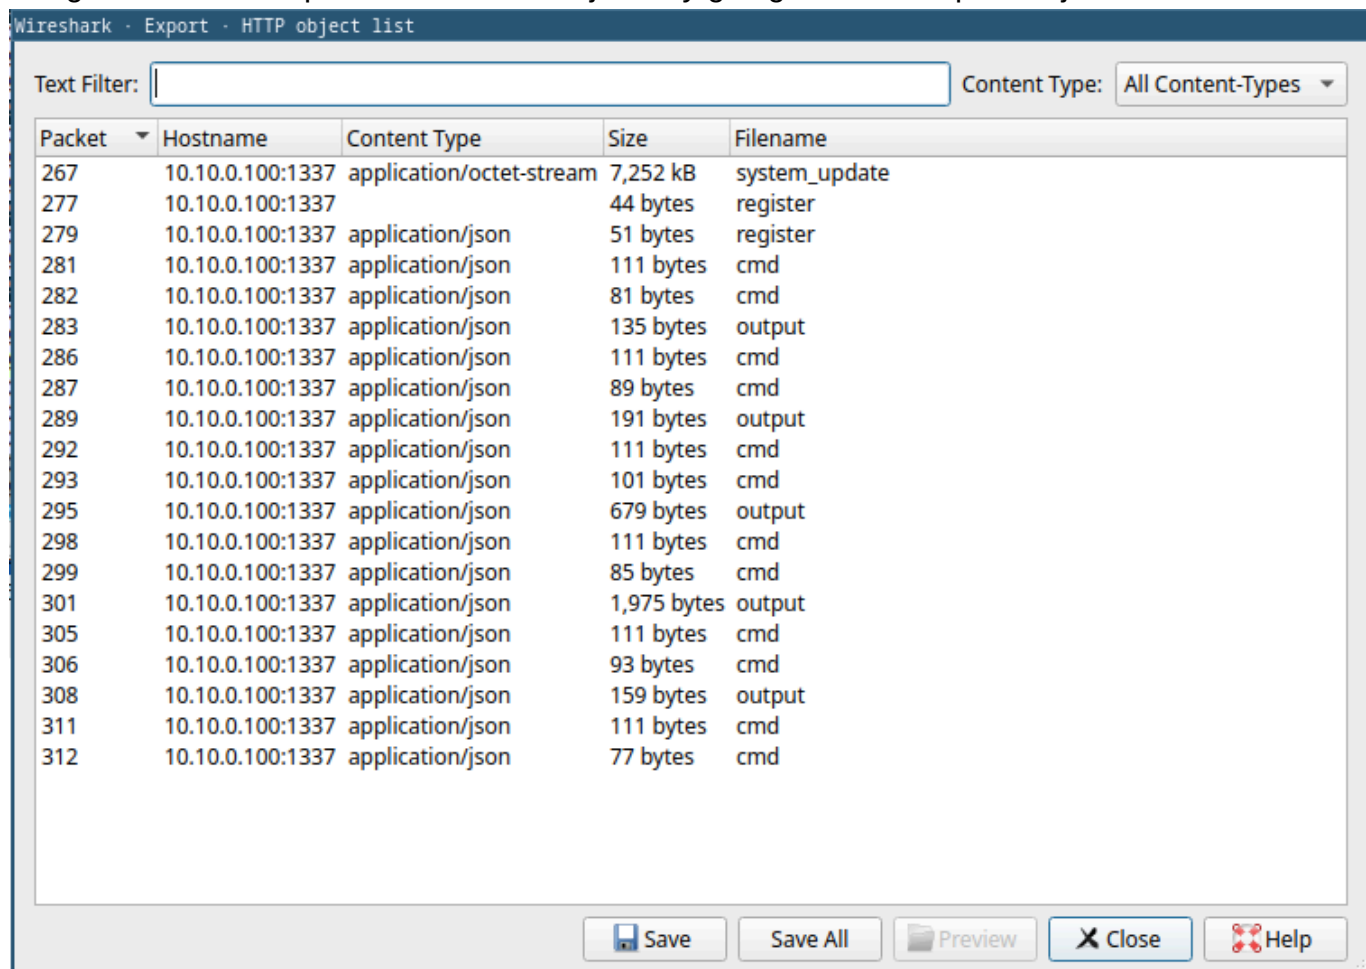 Wireshark · Export · HTTP object list
Text Filter: Content Type: All Content-Types
Packet Hostname Content Type Size Filename
267 10.10.0.100:1337 application/octet-stream 7,252 kB system_update
277 10.10.0.100:1337 44 bytes register
279 10.10.0.100:1337 application/json 51 bytes register
281 10.10.0.100:1337 application/json 111 bytes cmd
282 10.10.0.100:1337 application/json 81 bytes cmd
283 10.10.0.100:1337 application/json 135 bytes output
286 10.10.0.100:1337 application/json 111 bytes cmd
287 10.10.0.100:1337 application/json 89 bytes cmd
289 10.10.0.100:1337 application/json 191 bytes output
292 10.10.0.100:1337 application/json 111 bytes cmd
293 10.10.0.100:1337 application/json 101 bytes cmd
295 10.10.0.100:1337 application/json 679 bytes output
298 10.10.0.100:1337 application/json 111 bytes cmd
299 10.10.0.100:1337 application/json 85 bytes cmd
301 10.10.0.100:1337 application/json 1,975 bytes output
305 10.10.0.100:1337 application/json 111 bytes cmd
306 10.10.0.100:1337 application/json 93 bytes cmd
308 10.10.0.100:1337 application/json 159 bytes output
311 10.10.0.100:1337 application/json 111 bytes cmd
312 10.10.0.100:1337 application/json 77 bytes cmd
Save Save All Preview Close Help